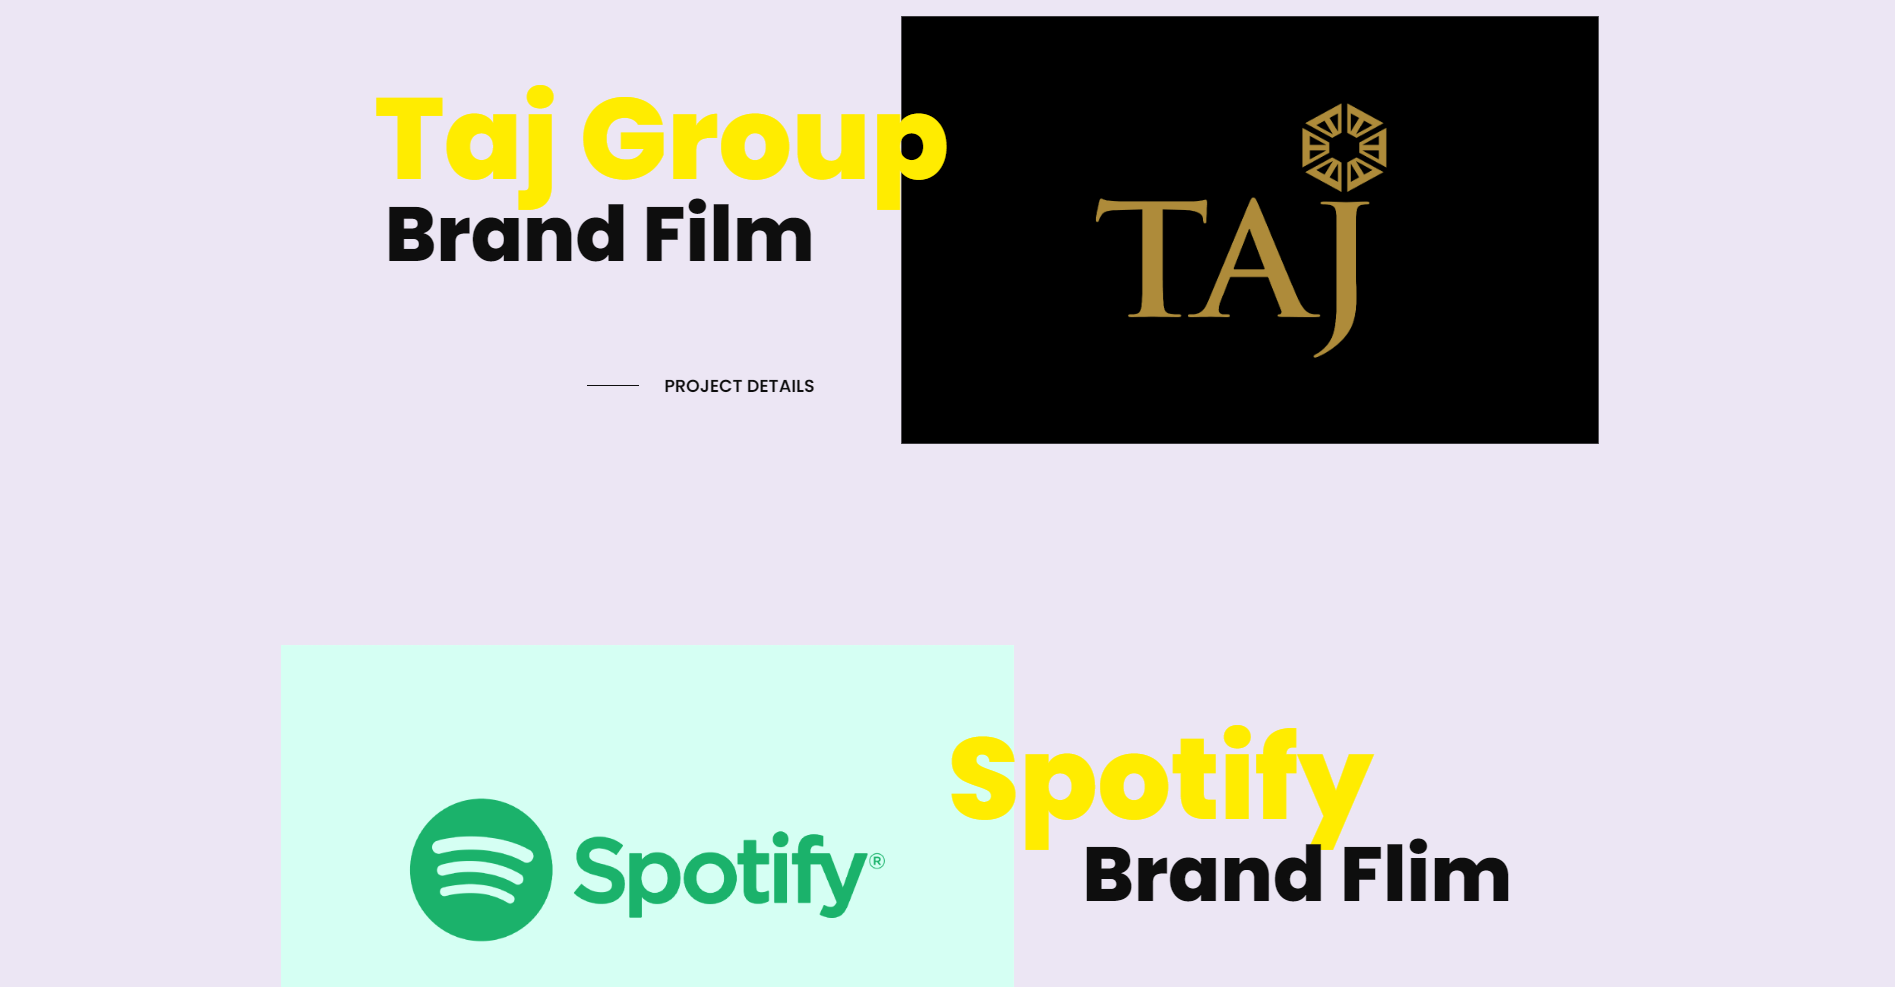 Taj Group
Brand Film
PROJECT DETAILS
TAJ
Spotify®
Spotify
Brand Flim